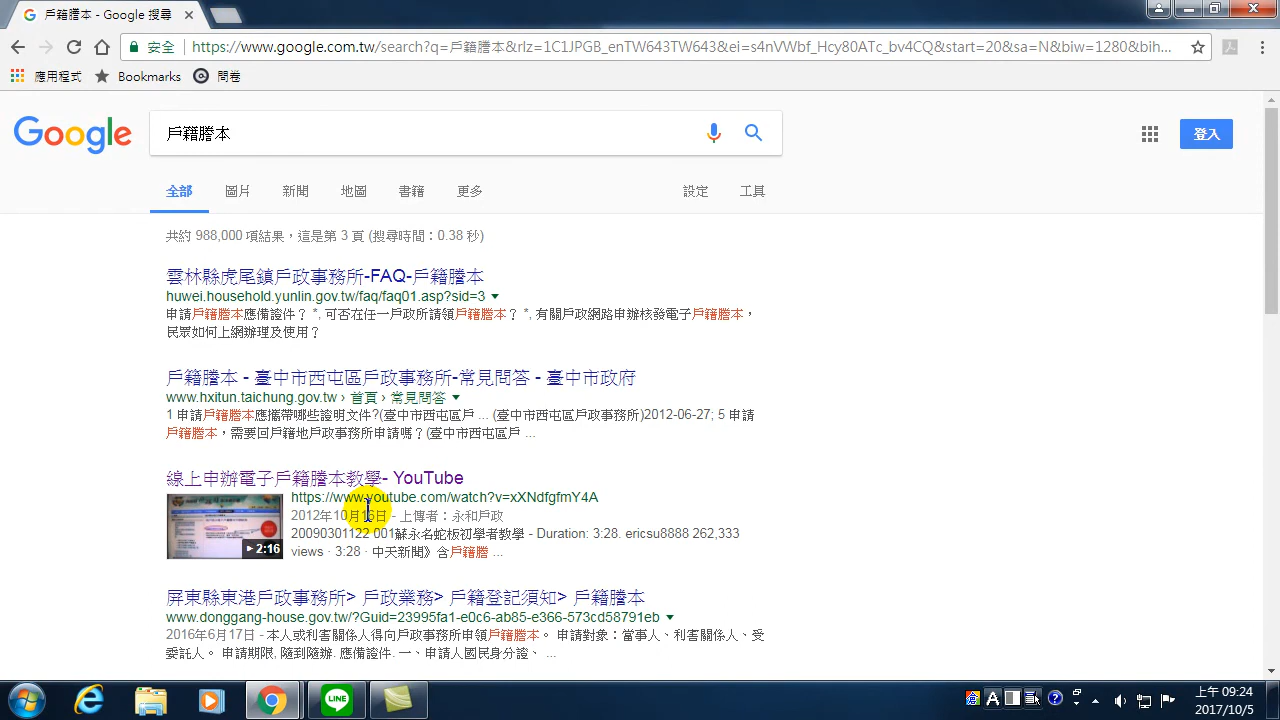 戶籍謄本 - Google 搜尋
安全
https://www.google.com.tw/search?q=戶籍謄本&rlz=1C1JPGB_enTW643TW643&ei=s4nVWbf_Hcy80ATc_bv4CQ&start=20&sa=N&biw=1280&bih...
應用程式
Bookmarks
問卷
Google
戶籍謄本
登入
全部
圖片
新聞
地圖
書籍
更多
設定
工具
共約 988,000 項結果，這是第 3 頁 (搜尋時間：0.38 秒)
雲林縣虎尾鎮戶政事務所-FAQ-戶籍謄本
huwei.household.yunlin.gov.tw/faq/faq01.asp?sid=3
申請戶籍謄本應備證件？ *, 可否在任一戶政所請領戶籍謄本？ *, 有關戶政網路申辦核發電子戶籍謄本，
民眾如何上網辦理及使用？
戶籍謄本 - 臺中市西屯區戶政事務所-常見問答 - 臺中市政府
www.hxitun.taichung.gov.tw › 首頁 › 常見問答
1 申請戶籍謄本應攜帶哪些證明文件?(臺中市西屯區戶 ... (臺中市西屯區戶政事務所)2012-06-27; 5 申請
戶籍謄本，需要回戶籍地戶政事務所申請嗎？(臺中市西屯區戶 ...
線上申辦電子戶籍謄本教學- YouTube
https://www.youtube.com/watch?v=xXNdfgfmY4A
2012年10月18日 - 上傳者：永和戶政
20090301122 001蘇永名蛇板初學者教學 - Duration: 3:28. ericsu8888 262,333
views · 3:28 · 中天新聞》含戶籍謄 ...
2:16
屏東縣東港戶政事務所> 戶政業務> 戶籍登記須知> 戶籍謄本
www.donggang-house.gov.tw/?Guid=23995fa1-e0c6-ab85-e366-573cd58791eb
2016年6月17日 - 本人或利害關係人得向戶政事務所申領戶籍謄本。 申請對象：當事人、利害關係人、受
委託人。 申請期限. 隨到隨辦. 應備證件. 一、申請人國民身分證、 ...
LINE
A
上午 09:24
2017/10/5